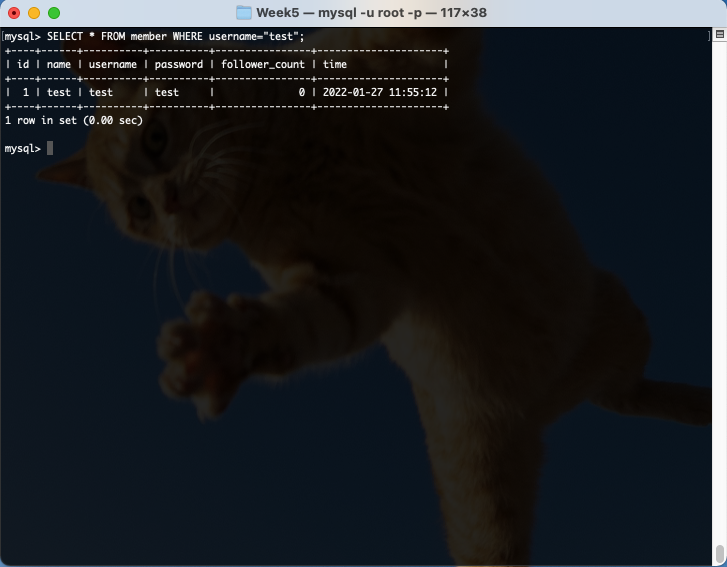 Week5 — mysql -u root -p — 117×38
[mysql> SELECT * FROM member WHERE username="test"; ]
+----+------+----------+----------+----------------+---------------------+
| id | name | username | password | follower_count | time                |
+----+------+----------+----------+----------------+---------------------+
|  1 | test | test     | test     |              0 | 2022-01-27 11:55:12 |
+----+------+----------+----------+----------------+---------------------+
1 row in set (0.00 sec)
mysql>